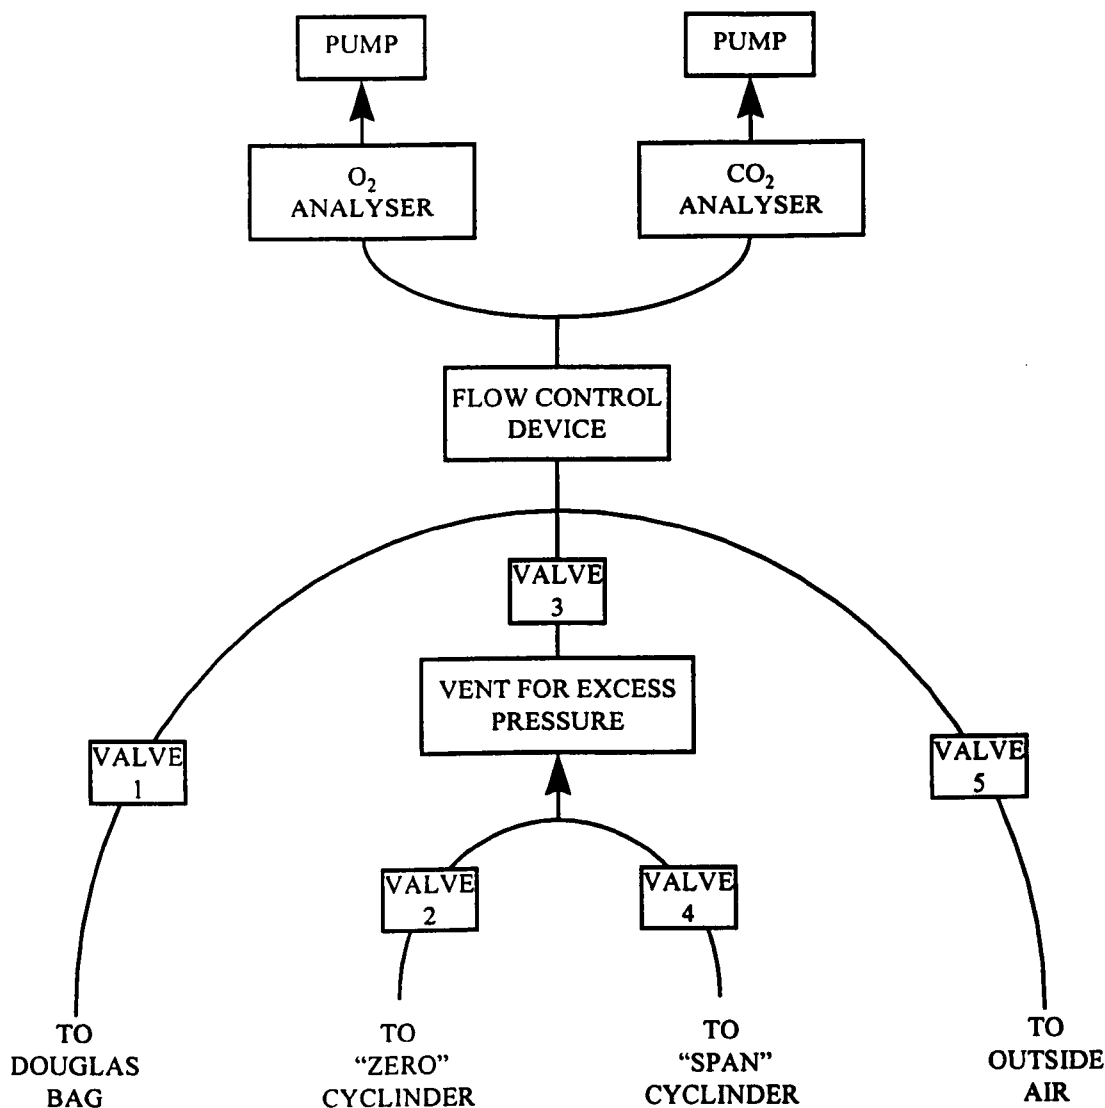 PUMP
PUMP
O₂
ANALYSER
CO₂
ANALYSER
FLOW CONTROL
DEVICE
VALVE
3
VENT FOR EXCESS
PRESSURE
VALVE
1
VALVE
5
VALVE
2
VALVE
4
TO
DOUGLAS
BAG
TO
“ZERO”
CYCLINDER
TO
“SPAN”
CYCLINDER
TO
OUTSIDE
AIR